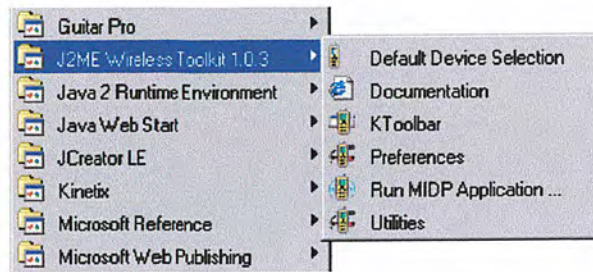 Guitar Pro
J2ME Wireless Toolkit 1.0.3
Java 2 Runtime Environment
Java Web Start
JCreator LE
Kinetix
Microsoft Reference
Microsoft Web Publishing
Default Device Selection
Documentation
KToolbar
Preferences
Run MIDP Application ...
Utilities